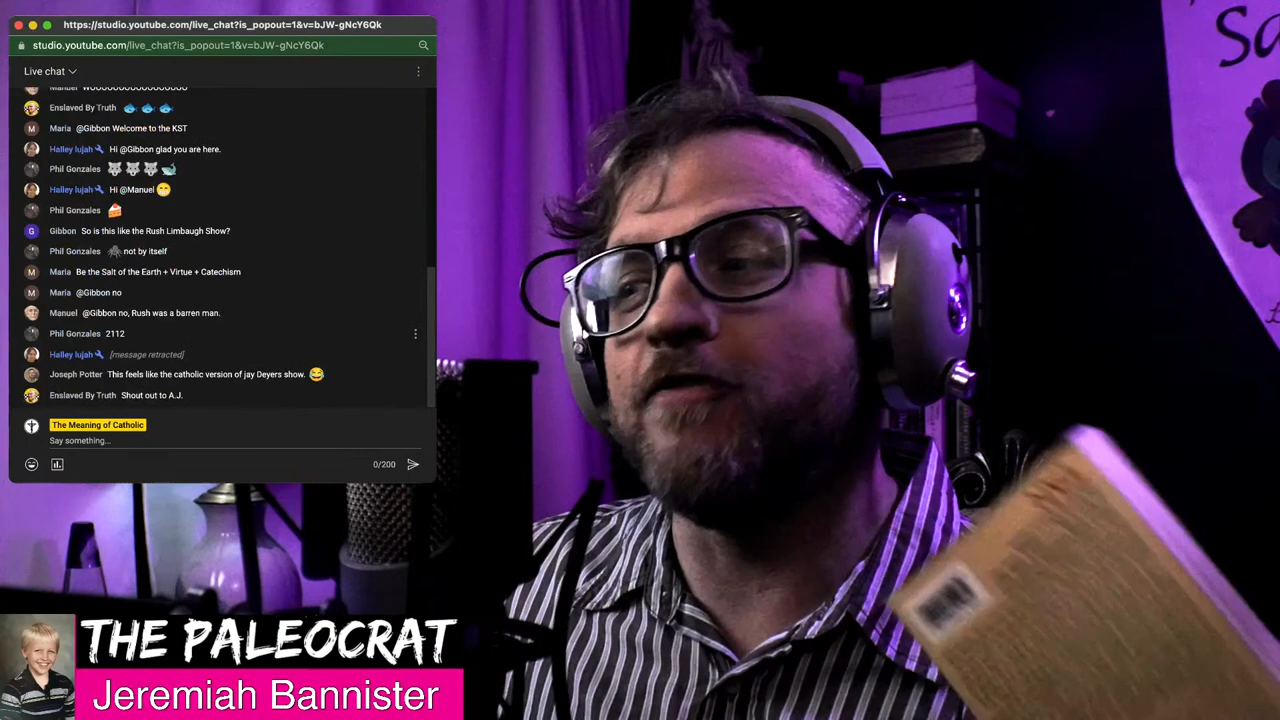 https://studio.youtube.com/live_chat?is_popout=1&v=bJW-gNcY6Qk
studio.youtube.com/live_chat?is_popout=1&v=bJW-gNcY6Qk
Live chat
Enslaved By Truth 🐟 🐟 🐟
M Maria @Gibbon Welcome to the KST
Halley lujah Hi @Gibbon glad you are here.
Phil Gonzales 🐺🐺🐺🐋
Halley lujah Hi @Manuel 😁
Phil Gonzales 🍰
G Gibbon So is this like the Rush Limbaugh Show?
Phil Gonzales 🕷 not by itself
M Maria Be the Salt of the Earth + Virtue + Catechism
M Maria @Gibbon no
Manuel @Gibbon no, Rush was a barren man.
Phil Gonzales 2112
Halley lujah [message retracted]
Joseph Potter This feels like the catholic version of jay Deyers show. 😂
Enslaved By Truth Shout out to A.J.
The Meaning of Catholic
Say something...
0/200
THE PALEOCRAT
Jeremiah Bannister